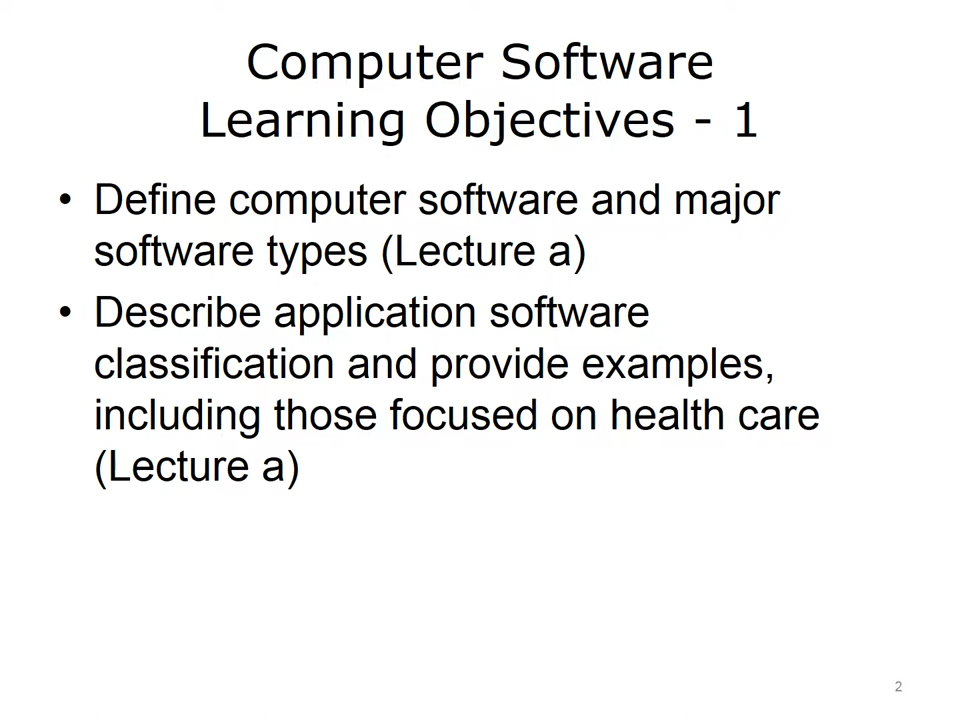 Computer Software
Learning Objectives - 1
• Define computer software and major
software types (Lecture a)
• Describe application software
classification and provide examples,
including those focused on health care
(Lecture a)
2